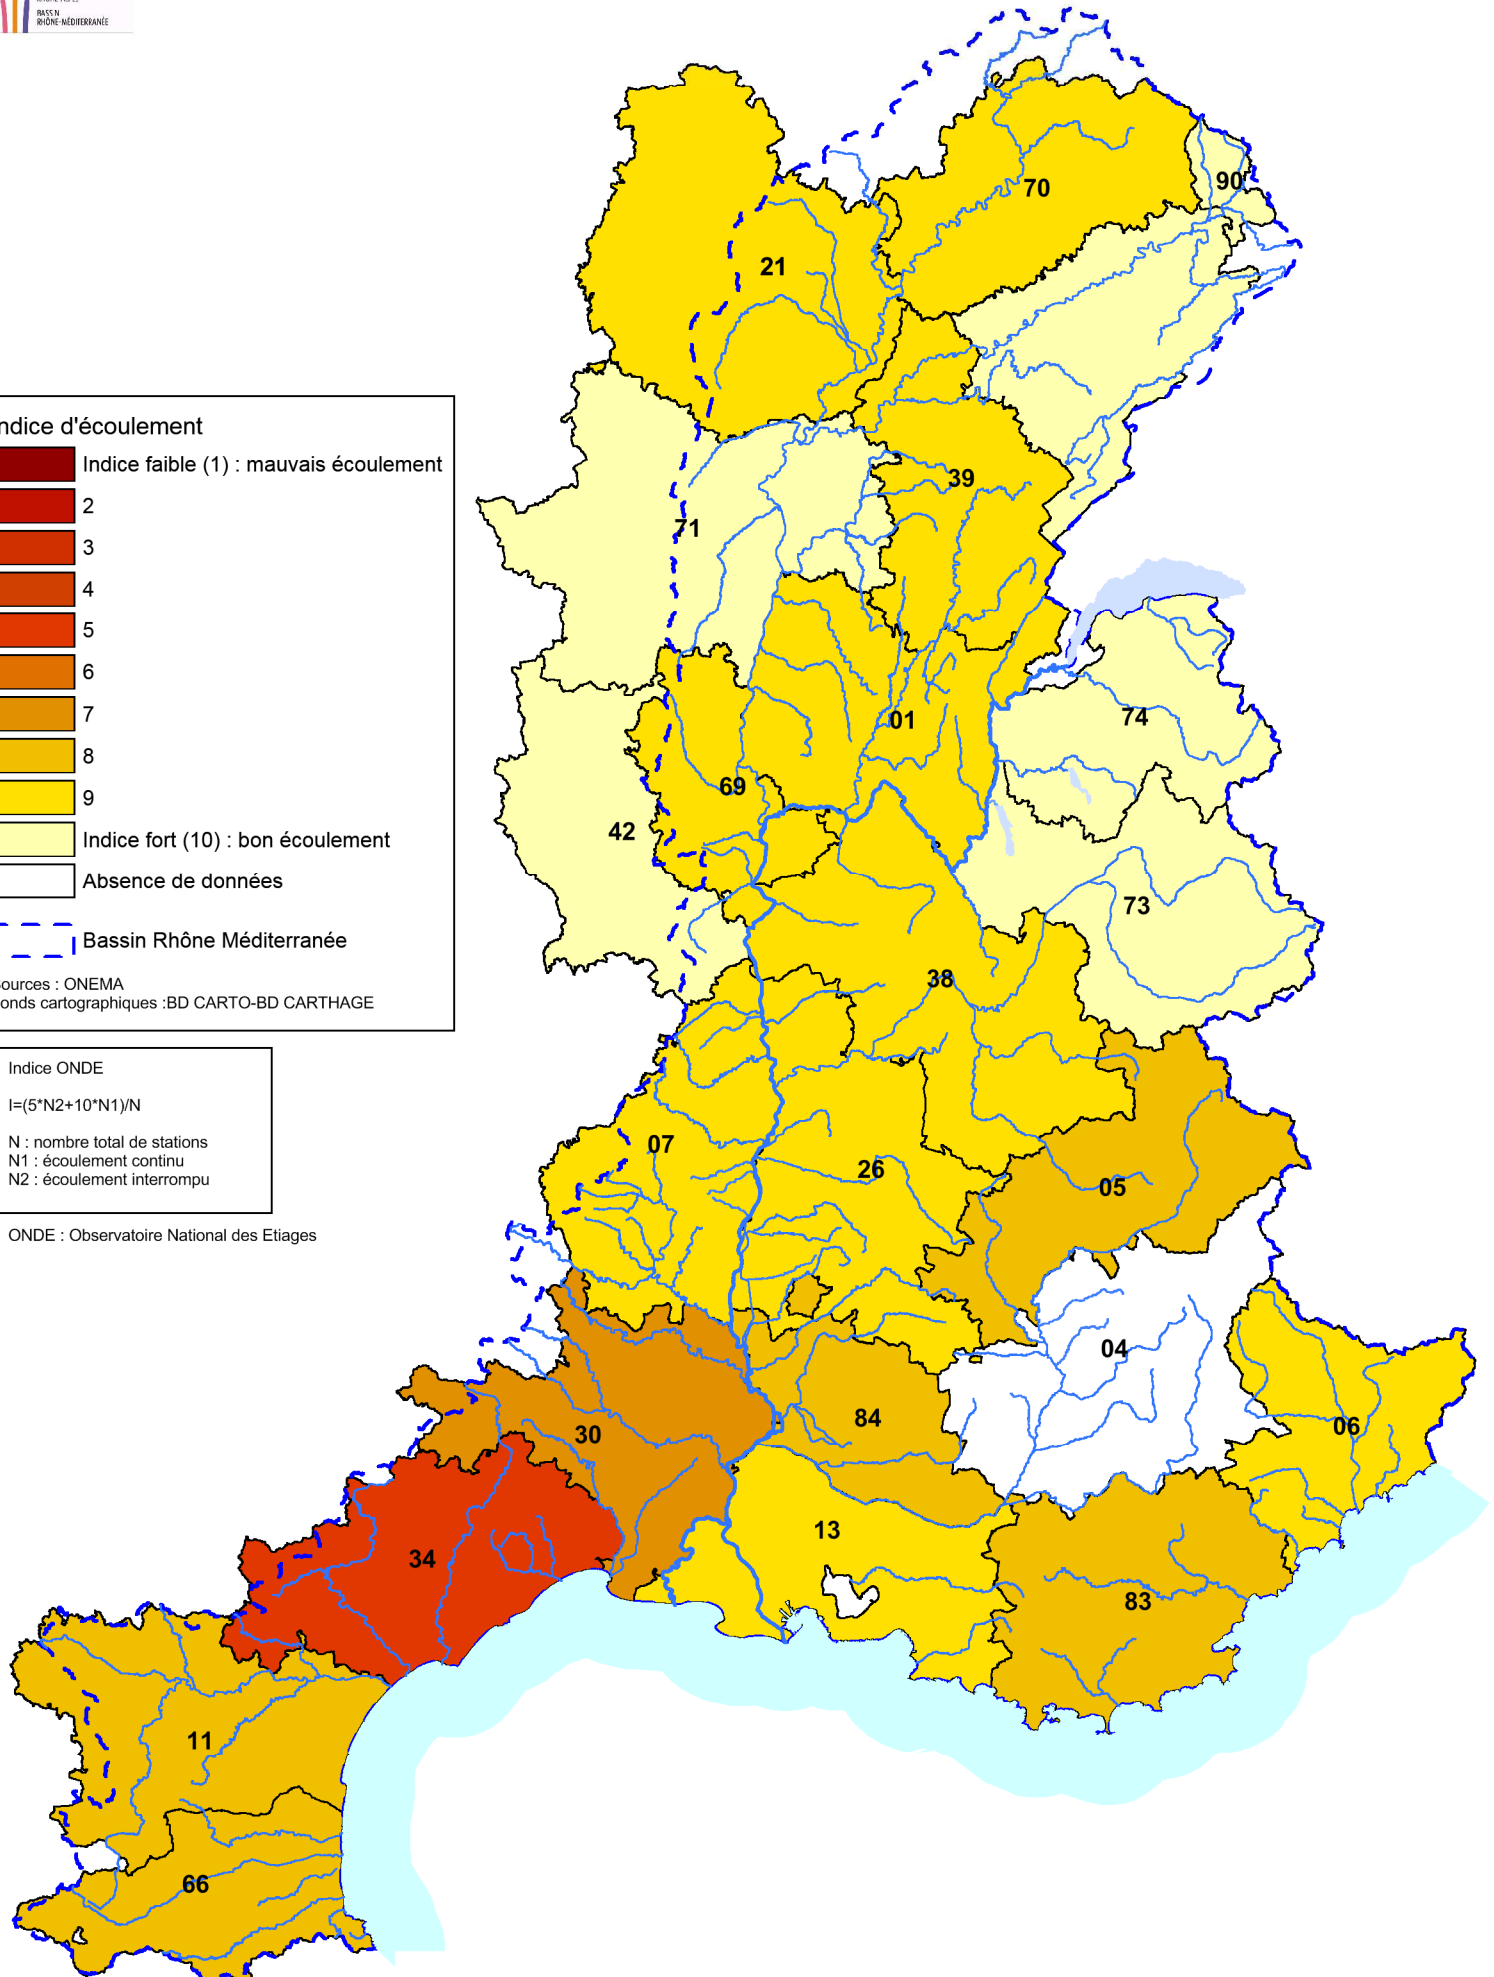 BASSIN
RHÔNE-MÉDITERRANÉE
ndice d'écoulement
Indice faible (1) : mauvais écoulement
2
3
4
5
6
7
8
9
Indice fort (10) : bon écoulement
Absence de données
Bassin Rhône Méditerranée
Sources : ONEMA
onds cartographiques :BD CARTO-BD CARTHAGE
Indice ONDE
I=(5*N2+10*N1)/N
N : nombre total de stations
N1 : écoulement continu
N2 : écoulement interrompu
ONDE : Observatoire National des Etiages
70
90
21
39
71
74
01
69
42
73
38
07
26
05
04
84
06
30
13
34
83
11
66